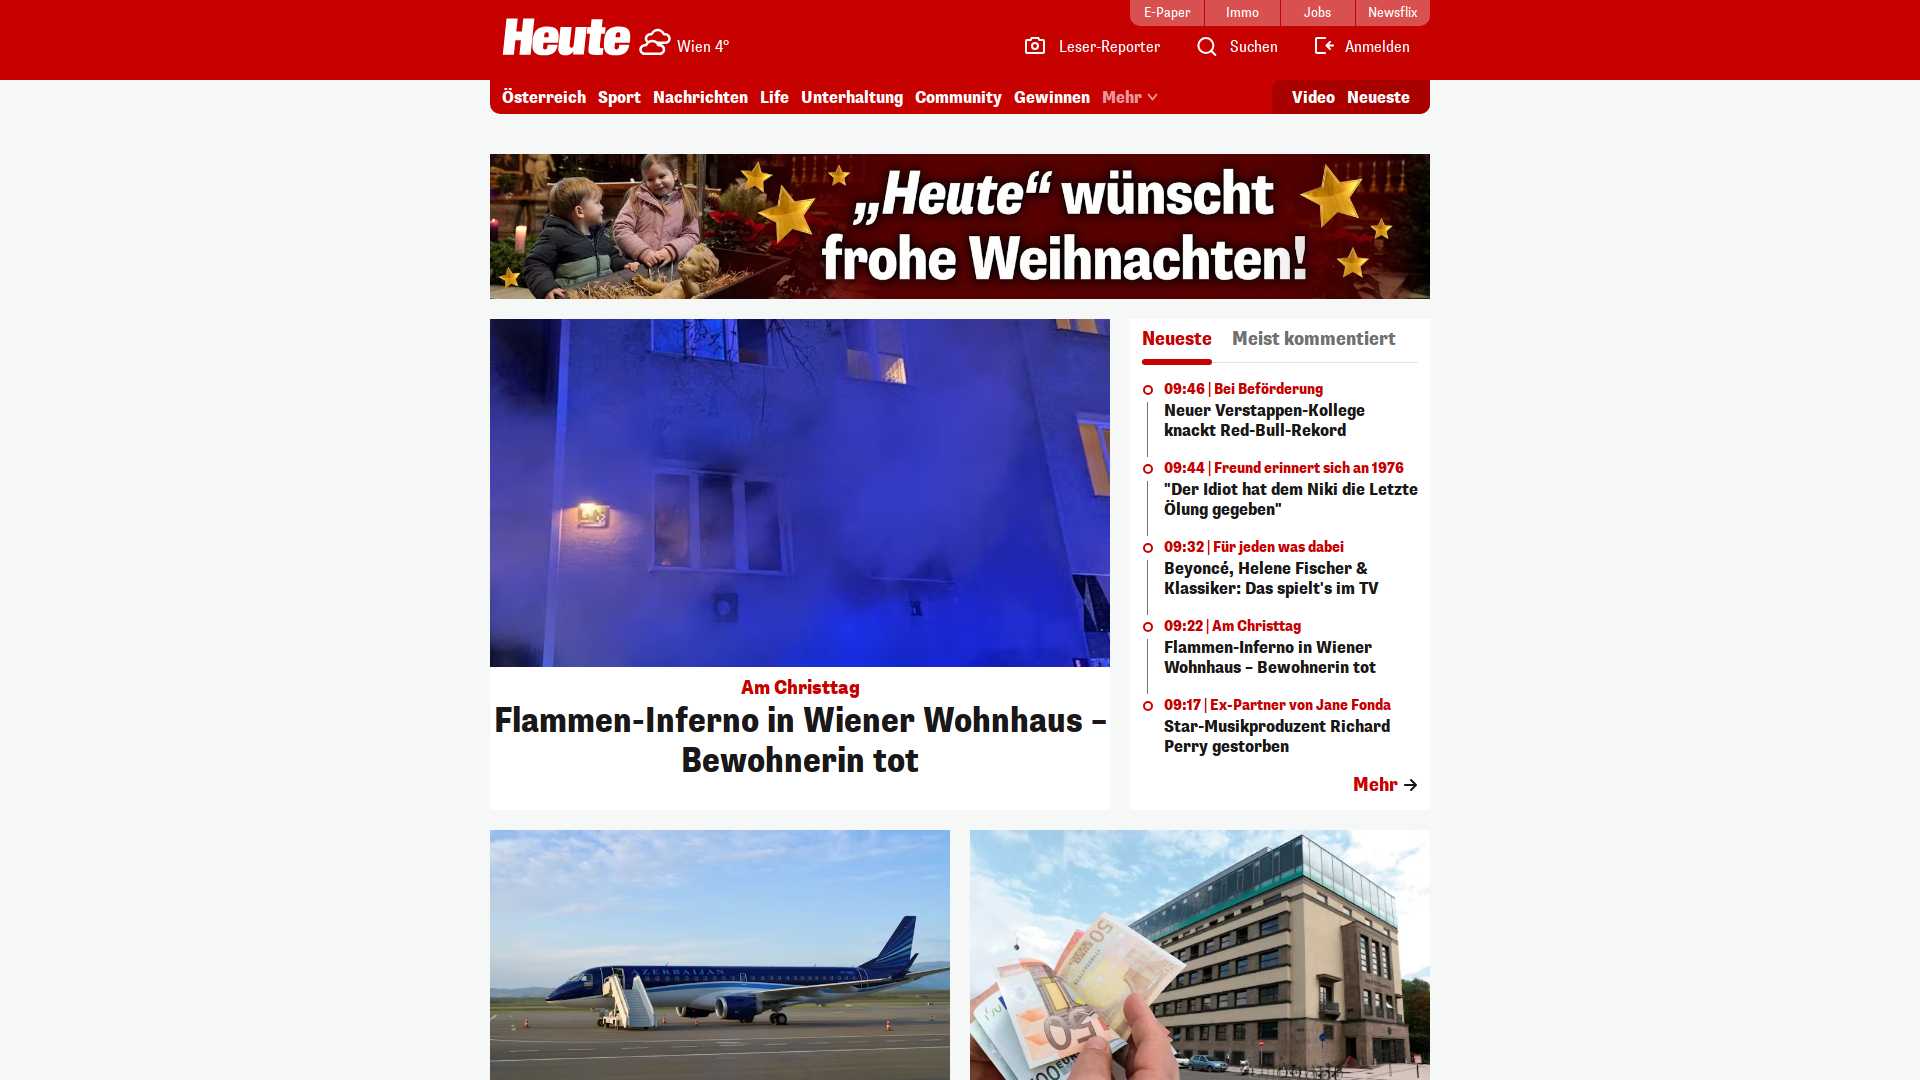 E-Paper
Immo
Jobs
Newsflix
Heute
Wien 4°
Leser-Reporter
Suchen
Anmelden
Österreich
Sport
Nachrichten
Life
Unterhaltung
Community
Gewinnen
Mehr
Video
Neueste
„Heute“ wünscht
frohe Weihnachten!
Am Christtag
Flammen-Inferno in Wiener Wohnhaus –
Bewohnerin tot
Neueste
Meist kommentiert
09:46 | Bei Beförderung
Neuer Verstappen-Kollege
knackt Red-Bull-Rekord
09:44 | Freund erinnert sich an 1976
"Der Idiot hat dem Niki die Letzte
Ölung gegeben"
09:32 | Für jeden was dabei
Beyoncé, Helene Fischer &
Klassiker: Das spielt's im TV
09:22 | Am Christtag
Flammen-Inferno in Wiener
Wohnhaus – Bewohnerin tot
09:17 | Ex-Partner von Jane Fonda
Star-Musikproduzent Richard
Perry gestorben
Mehr
AZERBAIJAN
50
50
100 EURO